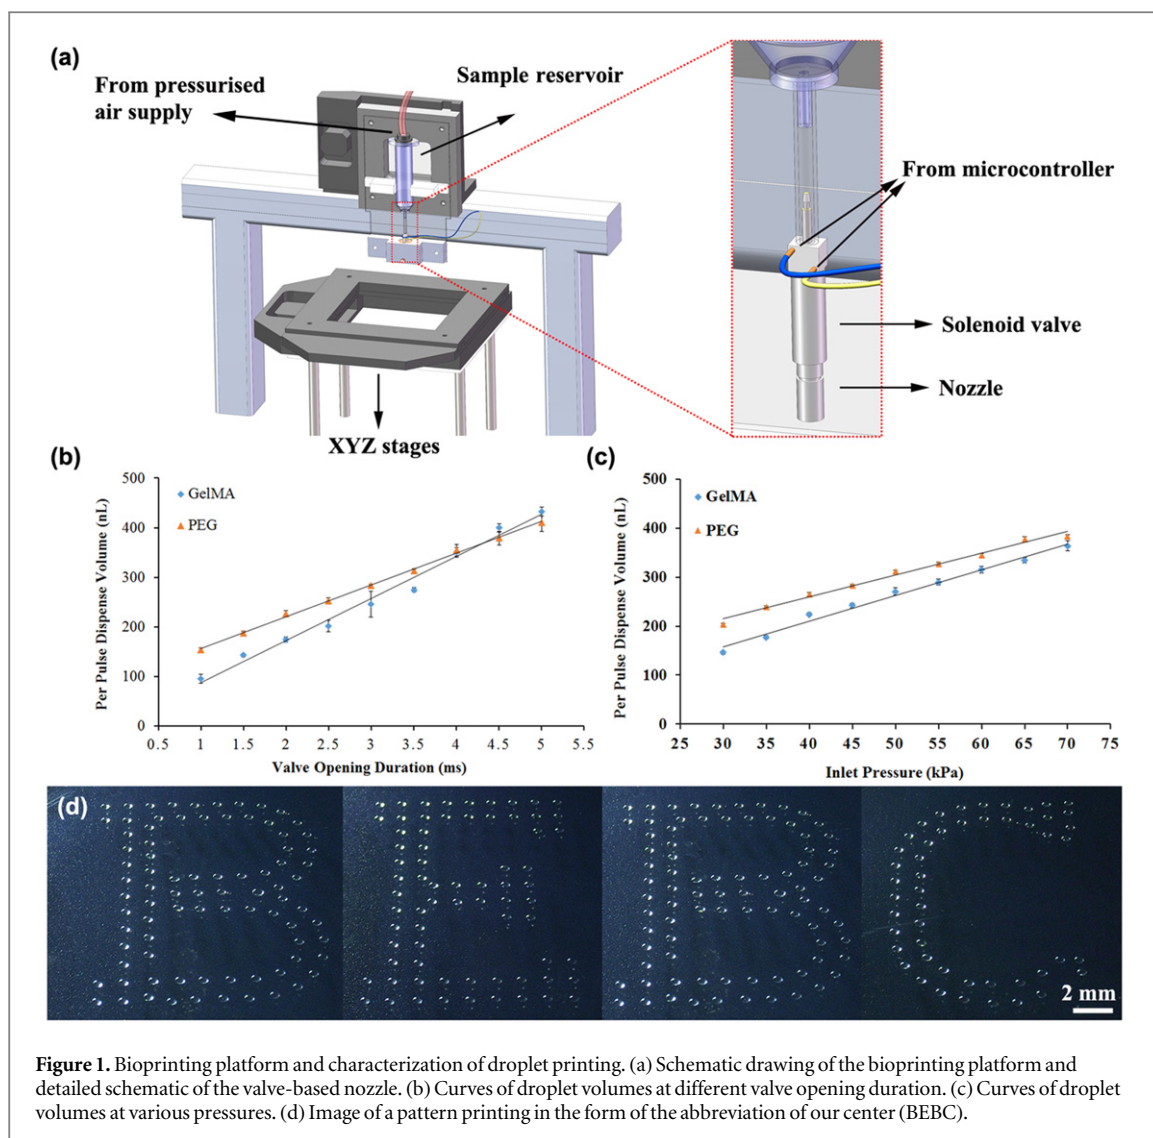 (a)
From pressurised
air supply
Sample reservoir
From microcontroller
Solenoid valve
Nozzle
XYZ stages
(b)
Per Pulse Dispense Volume (nL)
500
400
300
200
100
0
GelMA
PEG
0.5 1 1.5 2 2.5 3 3.5 4 4.5 5 5.5
Valve Opening Duration (ms)
(c)
Per Pulse Dispense Volume (nL)
500
400
300
200
100
0
GelMA
PEG
25 30 35 40 45 50 55 60 65 70 75
Inlet Pressure (kPa)
(d)
BEBC
2 mm
Figure 1. Bioprinting platform and characterization of droplet printing. (a) Schematic drawing of the bioprinting platform and
detailed schematic of the valve-based nozzle. (b) Curves of droplet volumes at different valve opening duration. (c) Curves of droplet
volumes at various pressures. (d) Image of a pattern printing in the form of the abbreviation of our center (BEBC).